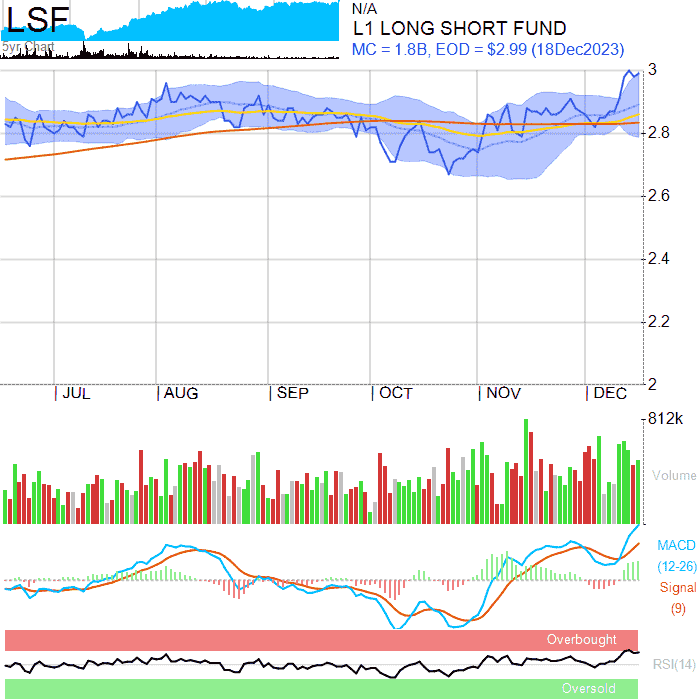 LSF
5yr Chart
N/A
L1 LONG SHORT FUND
MC = 1.8B, EOD = $2.99 (18Dec2023)
3
2.8
2.6
2.4
2.2
2
JUL AUG SEP OCT NOV DEC
812k
Volume
MACD
(12-26)
Signal
(9)
Overbought
RSI(14)
Oversold